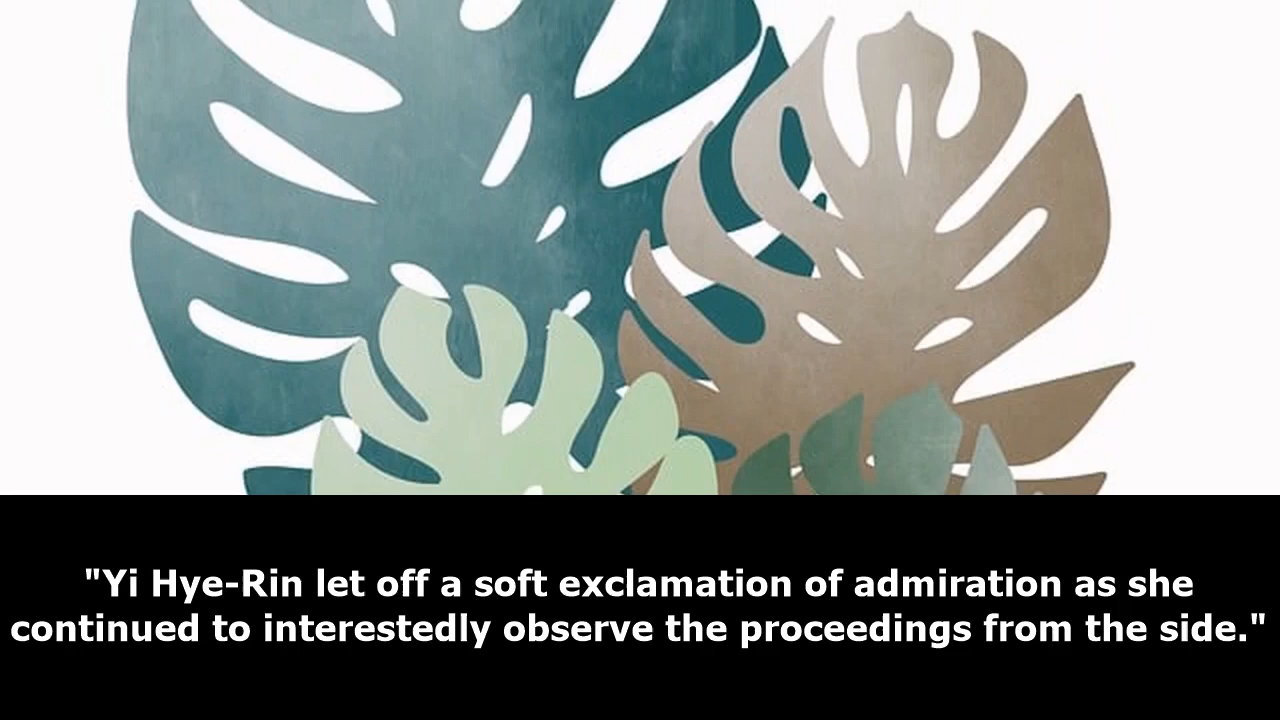 "Yi Hye-Rin let off a soft exclamation of admiration as she
continued to interestedly observe the proceedings from the side."